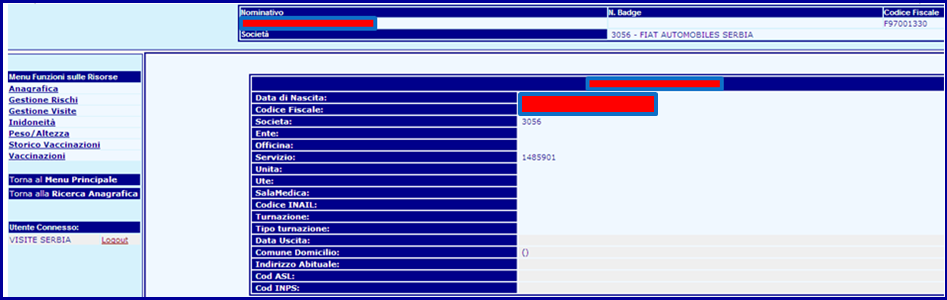 Nominativo N. Badge Codice Fiscale
F97001330
Società 3056 - FIAT AUTOMOBILES SERBIA
Menu Funzioni sulle Risorse
Anagrafica
Gestione Rischi
Gestione Visite
Inidoneità
Peso/Altezza
Storico Vaccinazioni
Vaccinazioni
Torna al Menu Principale
Torna alla Ricerca Anagrafica
Utente Connesso:
VISITE SERBIA Logout
Data di Nascita:
Codice Fiscale:
Societa: 3056
Ente:
Officina:
Servizio: 1485901
Unita:
Ute:
SalaMedica:
Codice INAIL:
Turnazione:
Tipo turnazione:
Data Uscita:
Comune Domicilio: ()
Indirizzo Abituale:
Cod ASL:
Cod INPS: